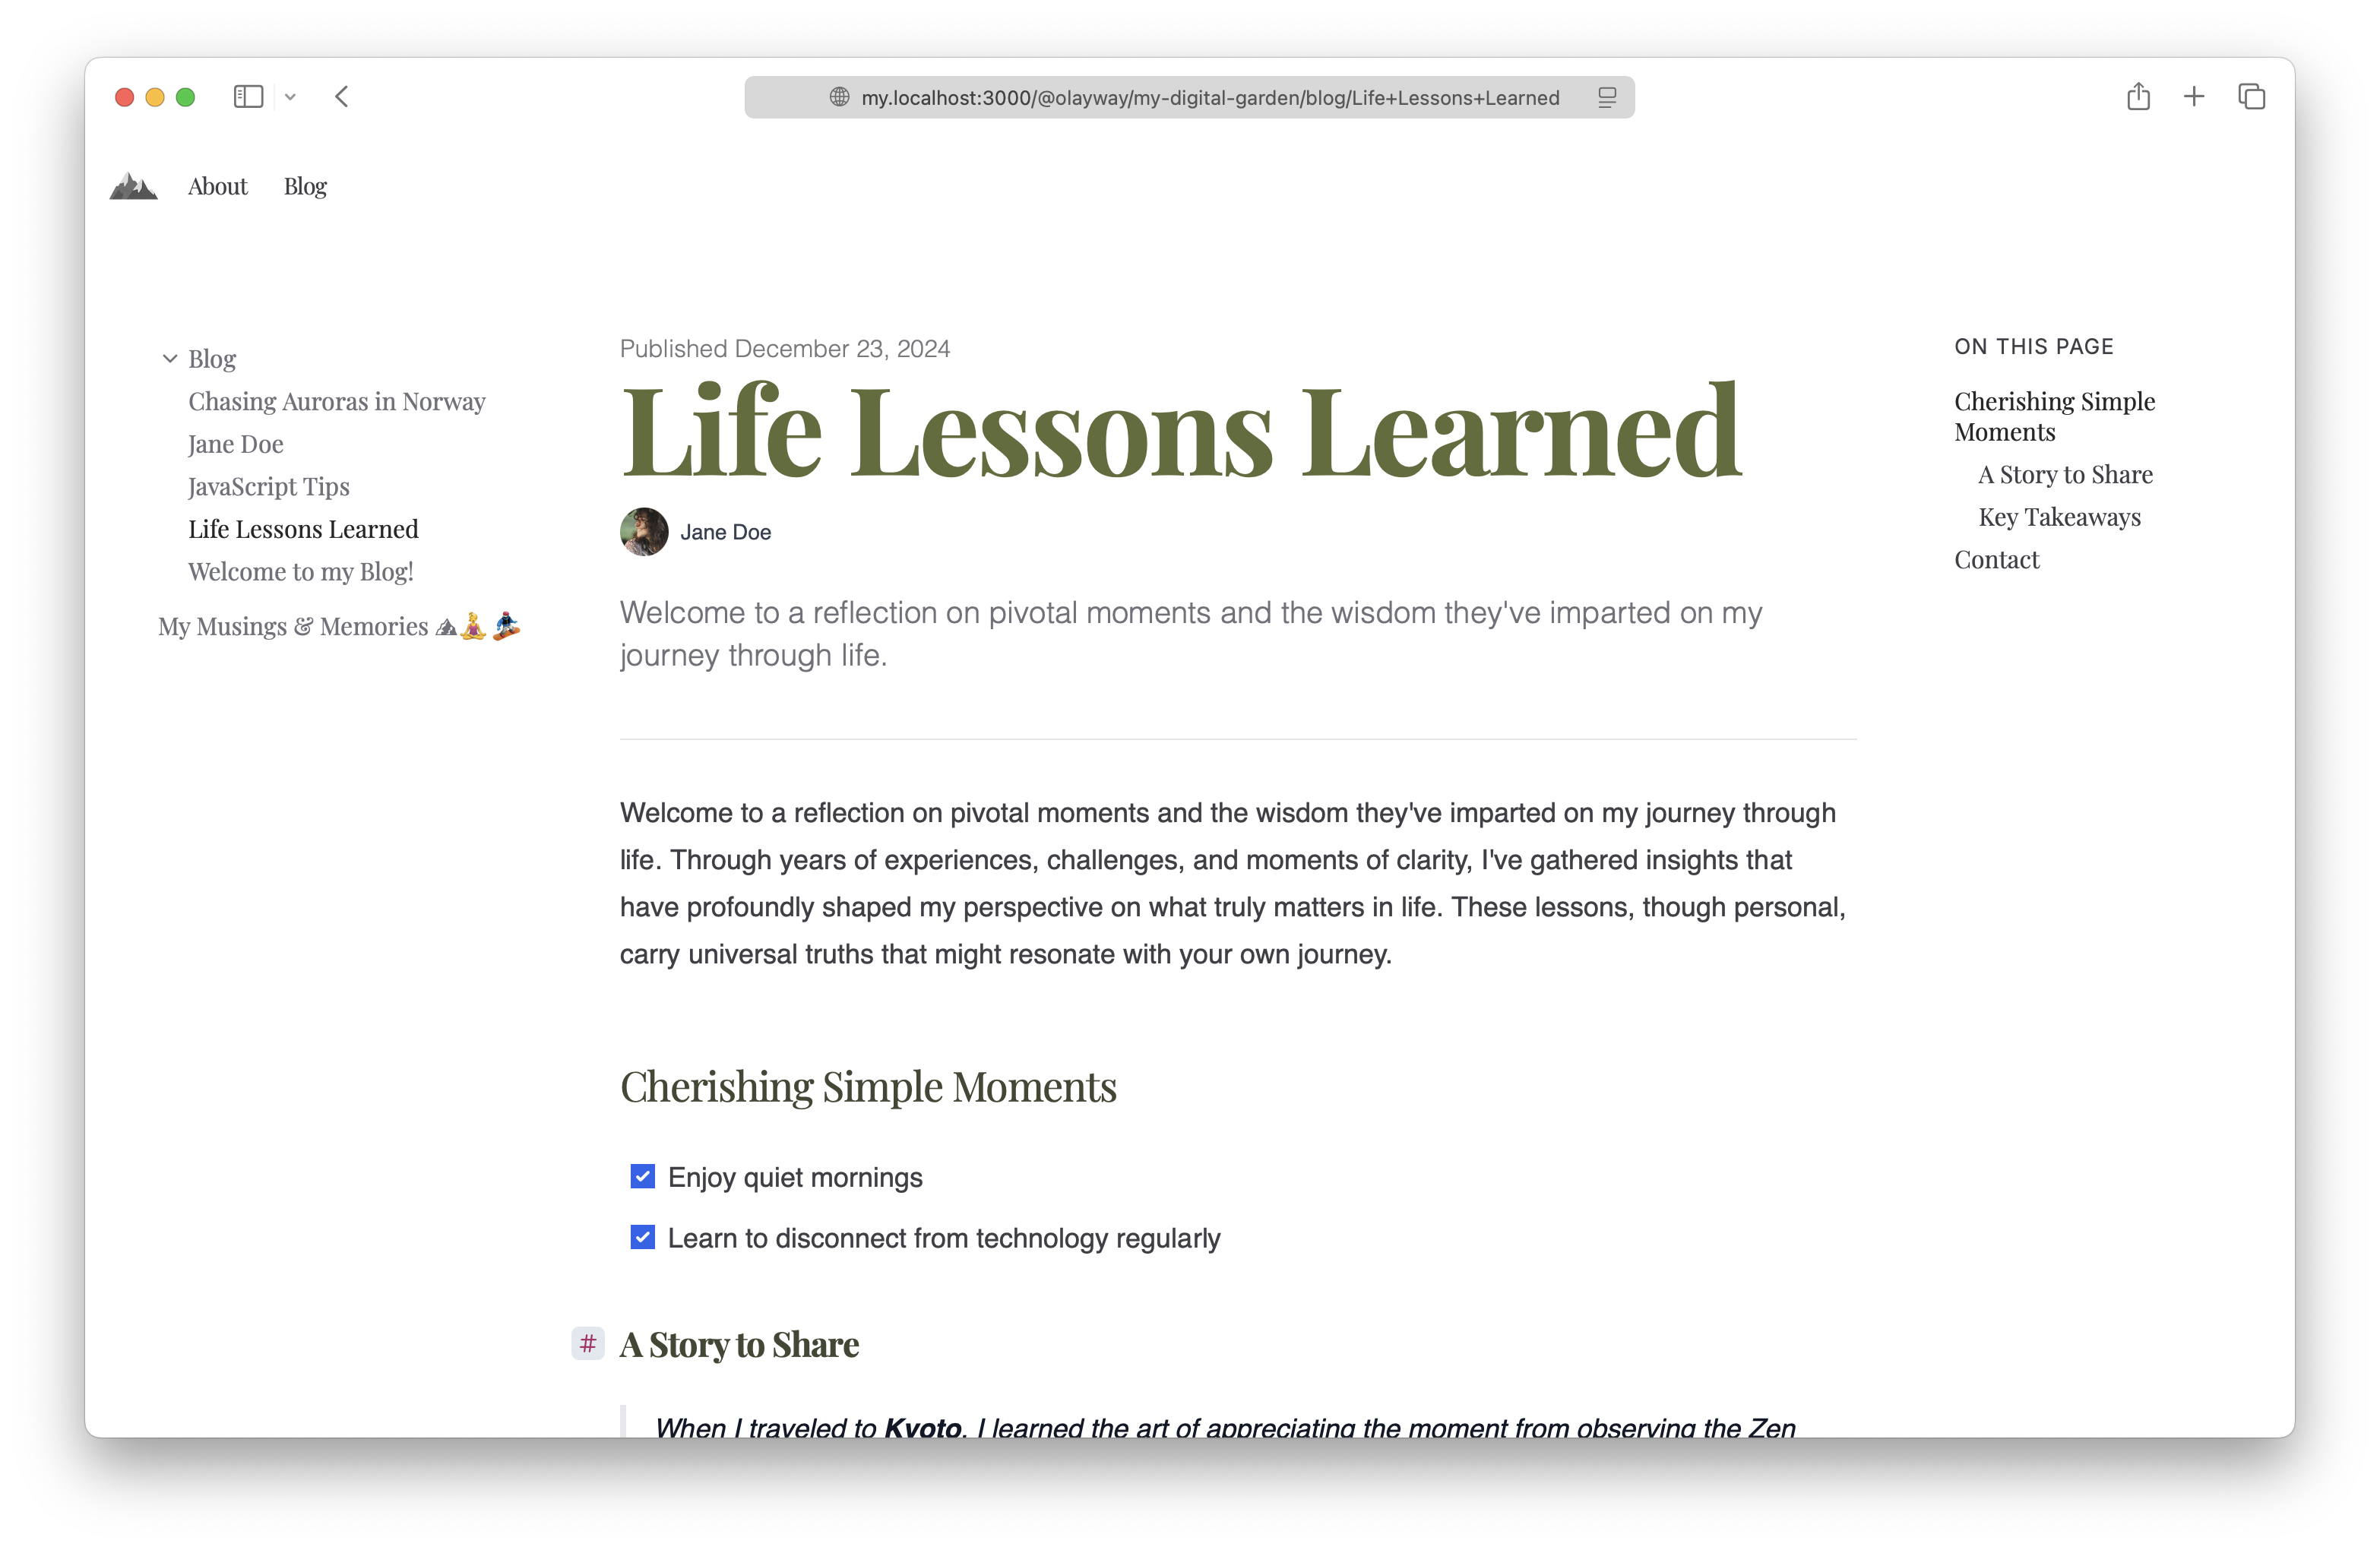 my.localhost:3000/@olayway/my-digital-garden/blog/Life+Lessons+Learned
About Blog
Blog
Chasing Auroras in Norway
Jane Doe
JavaScript Tips
Life Lessons Learned
Welcome to my Blog!
My Musings & Memories 🏔🧘‍♀️🏂
Published December 23, 2024
Life Lessons Learned
Jane Doe
Welcome to a reflection on pivotal moments and the wisdom they've imparted on my
journey through life.
Welcome to a reflection on pivotal moments and the wisdom they've imparted on my journey through
life. Through years of experiences, challenges, and moments of clarity, I've gathered insights that
have profoundly shaped my perspective on what truly matters in life. These lessons, though personal,
carry universal truths that might resonate with your own journey.
Cherishing Simple Moments
Enjoy quiet mornings
Learn to disconnect from technology regularly
# A Story to Share
When I traveled to Kyoto, I learned the art of appreciating the moment from observing the Zen
ON THIS PAGE
Cherishing Simple
Moments
A Story to Share
Key Takeaways
Contact